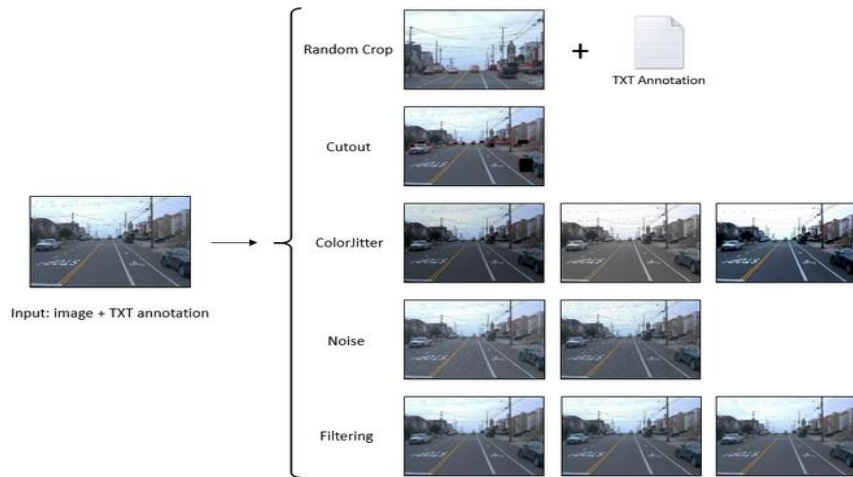 Random Crop
+
TXT Annotation
Cutout
ColorJitter
Input: image + TXT annotation
Noise
Filtering